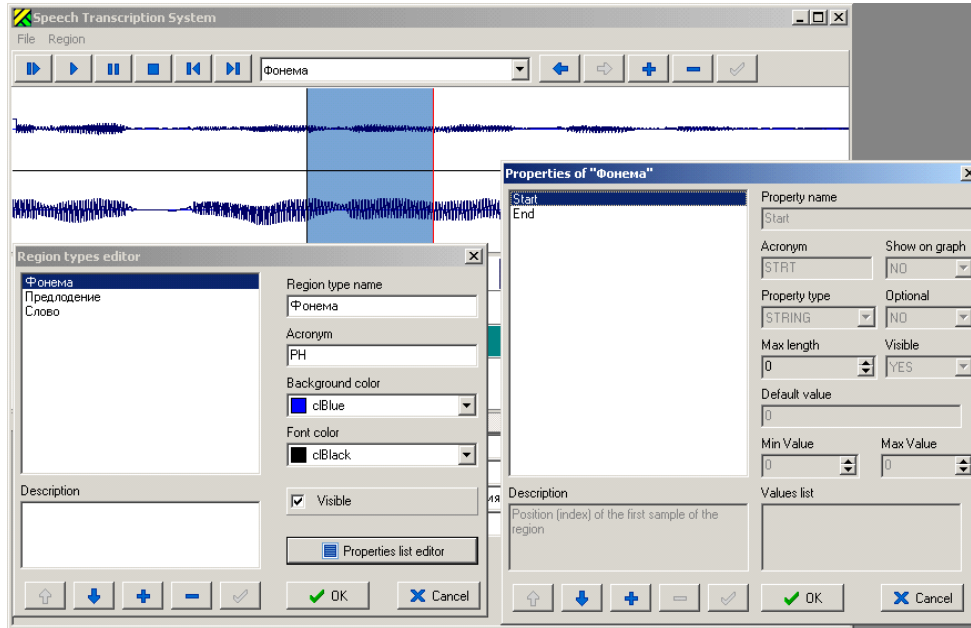 Speech Transcription System
File Region
Фонема
Properties of "Фонема"
Start
End
Property name
Start
Acronym
Show on graph
STRT
NO
Property type
Optional
STRING
NO
Max length
Visible
0
YES
Default value
0
Min Value
Max Value
0
0
Description
Values list
Position (index) of the first sample of the
region
OK
Cancel
Region types editor
Фонема
Предлодение
Слово
Region type name
Фонема
Acronym
PH
Background color
clBlue
Font color
clBlack
Description
Visible
Properties list editor
OK
Cancel